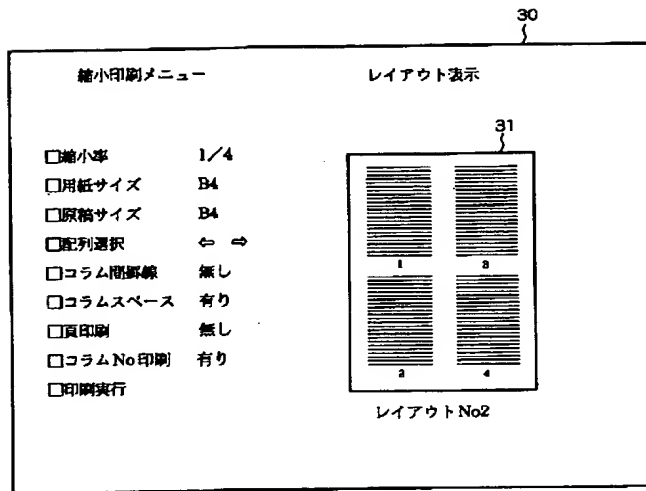 30
縮小印刷メニュー
レイアウト表示
31
□縮小率 1/4
□用紙サイズ B4
□原稿サイズ B4
□配列選択 ⇦ ⇨
□コラム間罫線 無し
□コラムスペース 有り
□頁印刷 無し
□コラムNo印刷 有り
□印刷実行
1 3
2 4
レイアウトNo2